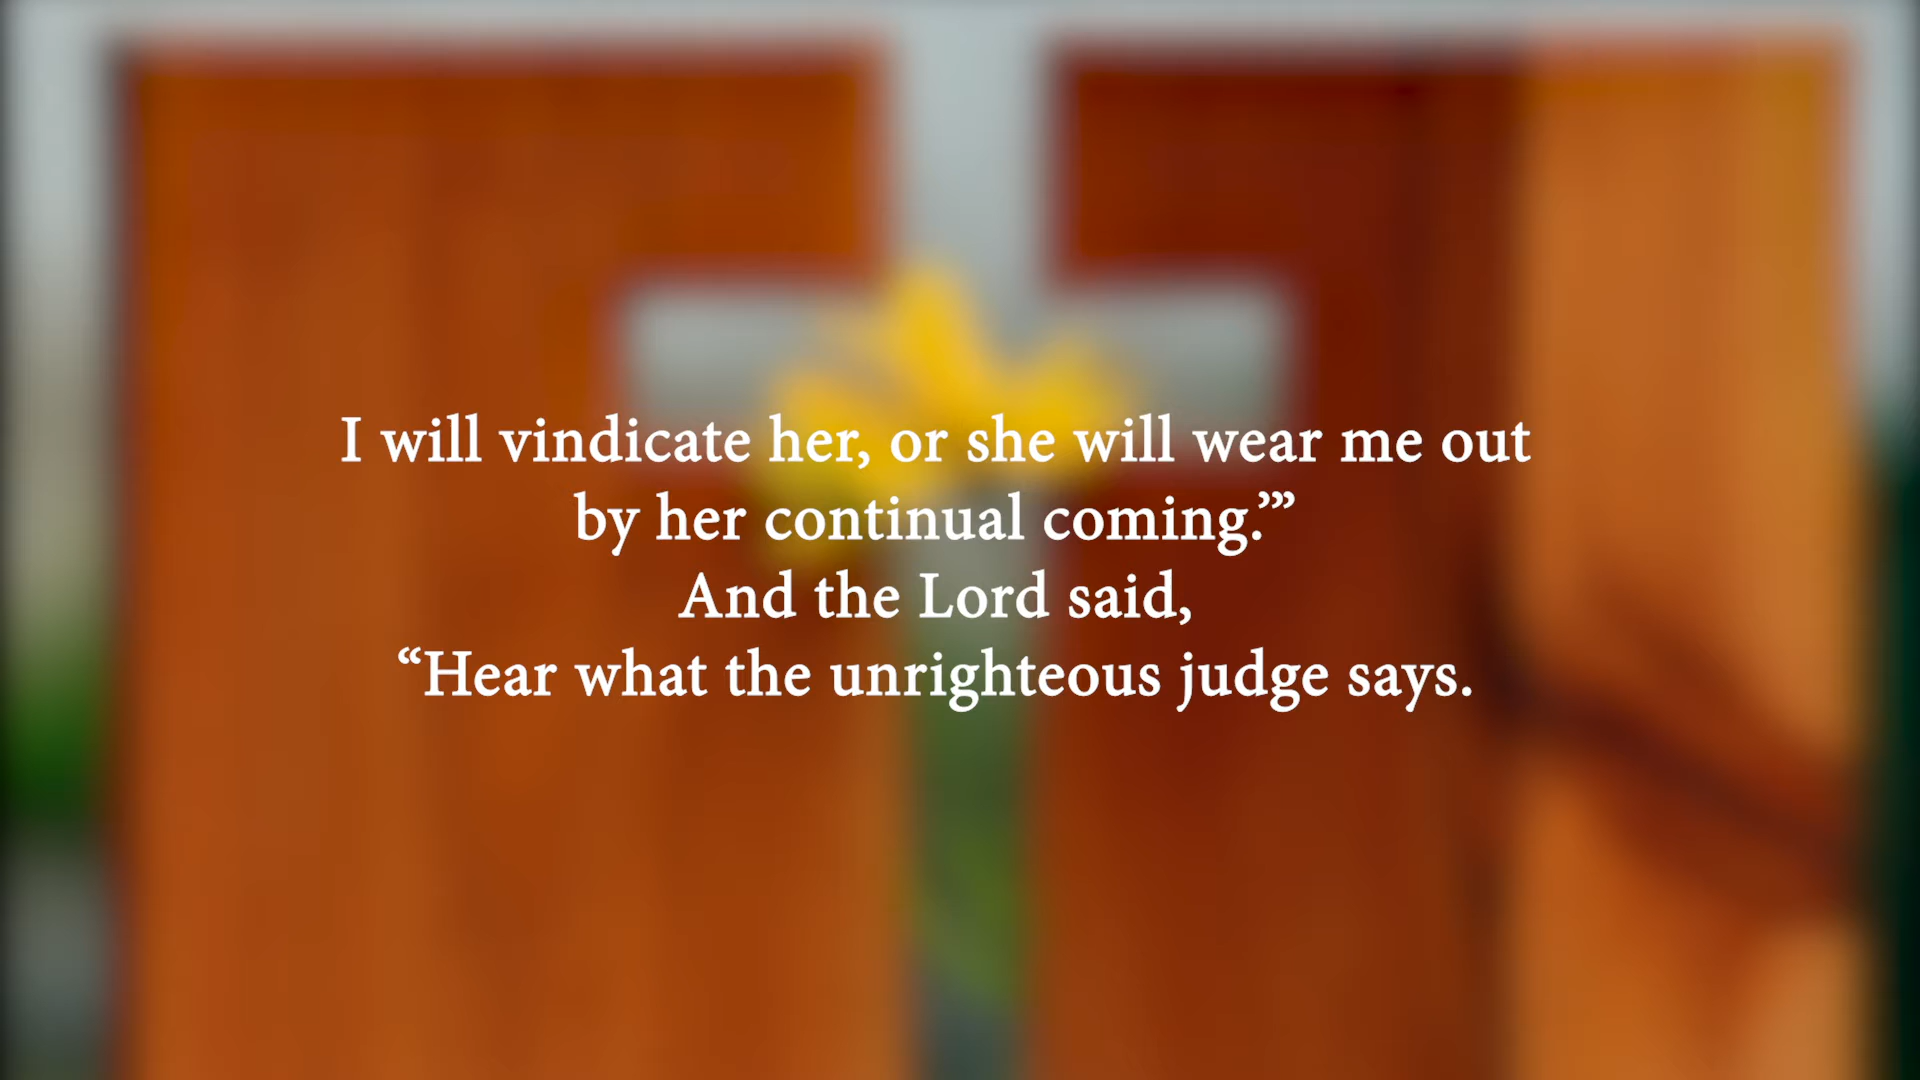 I will vindicate her, or she will wear me out
by her continual coming.’”
And the Lord said,
“Hear what the unrighteous judge says.